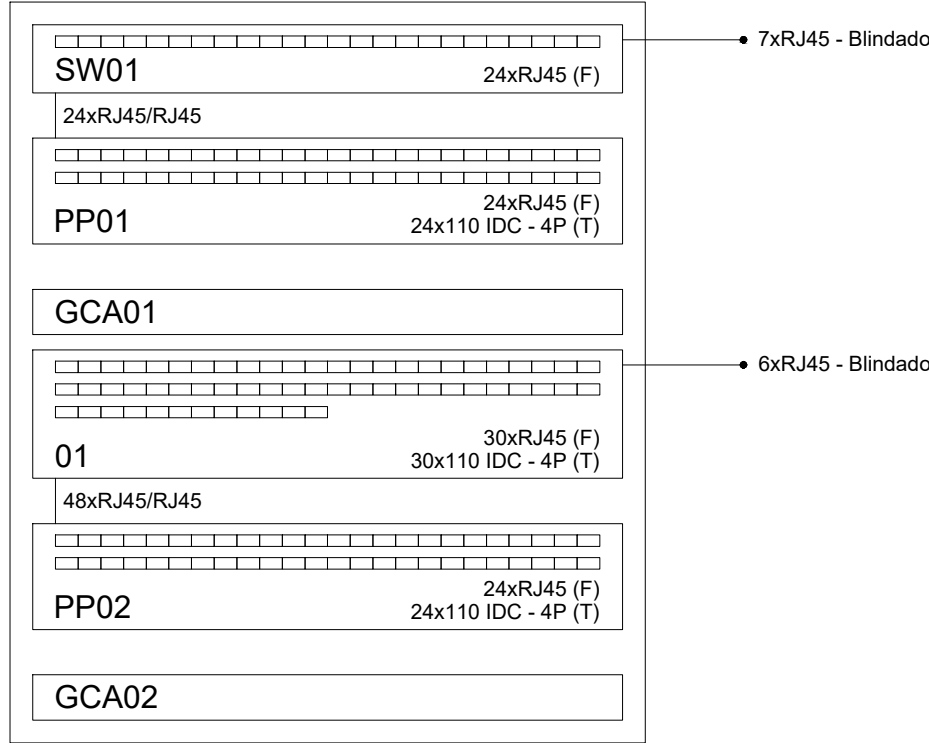 7xRJ45 - Blindado
SW01
24xRJ45 (F)
24xRJ45/RJ45
24xRJ45 (F)
PP01
24x110 IDC - 4P (T)
GCA01
6xRJ45 - Blindado
30xRJ45 (F)
01
30x110 IDC - 4P (T)
48xRJ45/RJ45
24xRJ45 (F)
PP02
24x110 IDC - 4P (T)
GCA02